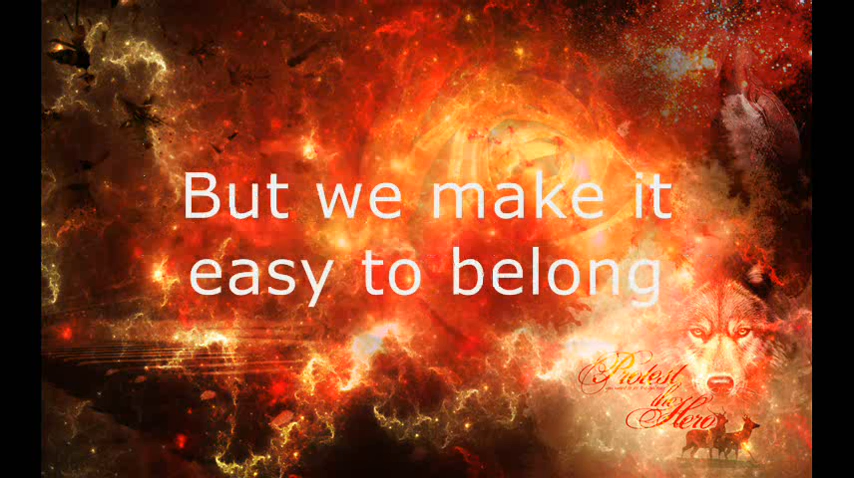 But we make it
easy to belong
Protest
the
Hero